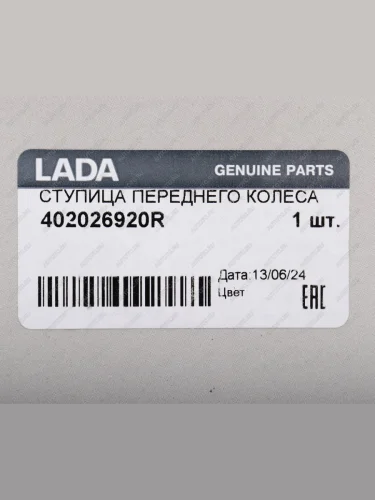 LADA GENUINE PARTS
СТУПИЦА ПЕРЕДНЕГО КОЛЕСА
402026920R 1 шт.
Дата:13/06/24
Цвет
EAC